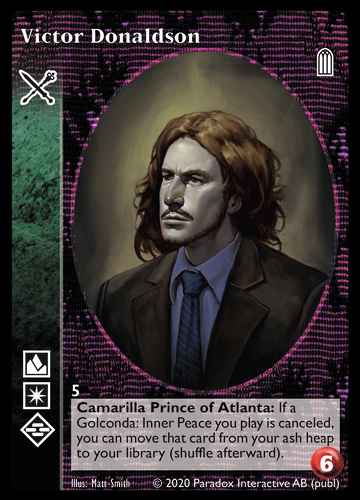 Victor Donaldson
5
Camarilla Prince of Atlanta: If a
Golconda: Inner Peace you play is canceled,
you can move that card from your ash heap
to your library (shuffle afterward).
6
Illus: Matt Smith © 2020 Paradox Interactive AB (publ)